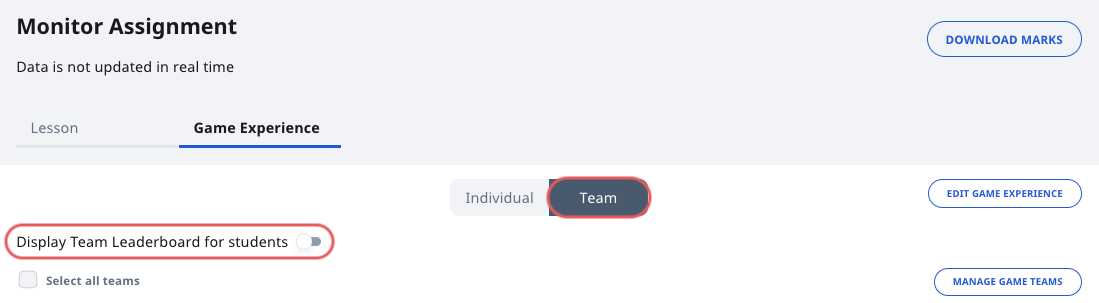 Monitor Assignment
DOWNLOAD MARKS
Data is not updated in real time
Lesson
Game Experience
Individual
Team
EDIT GAME EXPERIENCE
Display Team Leaderboard for students
Select all teams
MANAGE GAME TEAMS